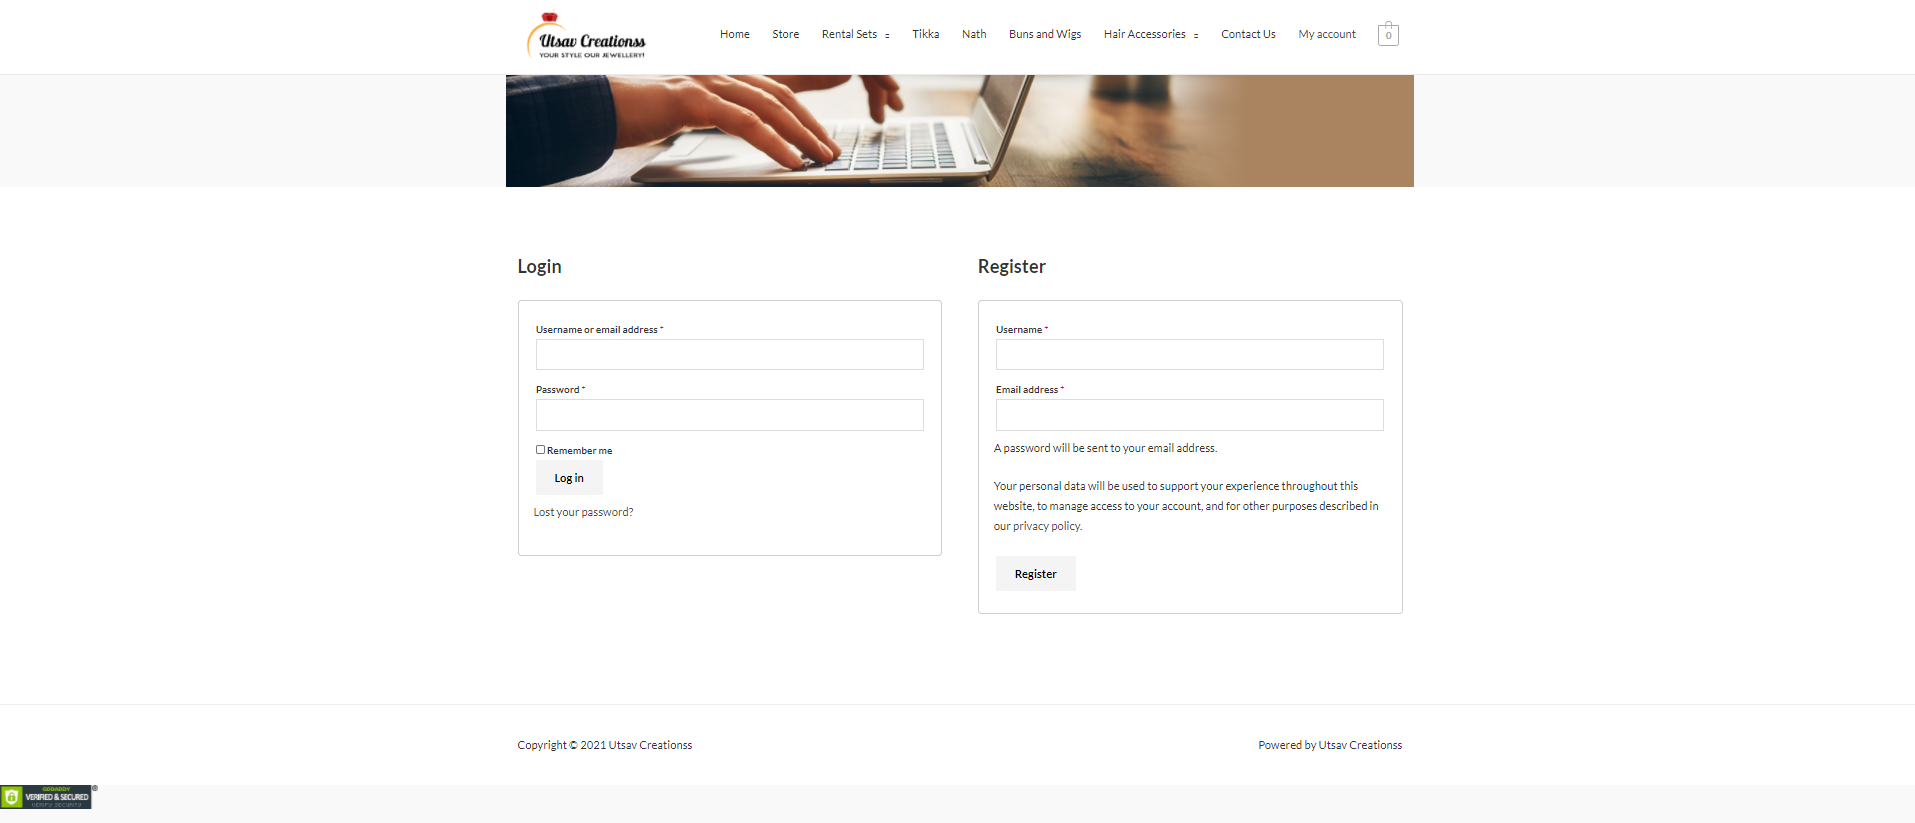 Utsav Creationss
YOUR STYLE OUR JEWELLERY!
Home Store Rental Sets Tikka Nath Buns and Wigs Hair Accessories Contact Us My account 0
Login
Username or email address *
Password *
Remember me
Log in
Lost your password?
Register
Username *
Email address *
A password will be sent to your email address.
Your personal data will be used to support your experience throughout this
website, to manage access to your account, and for other purposes described in
our privacy policy.
Register
Copyright © 2021 Utsav Creationss
Powered by Utsav Creationss
GODADDY
VERIFIED & SECURED
VERIFY SECURITY